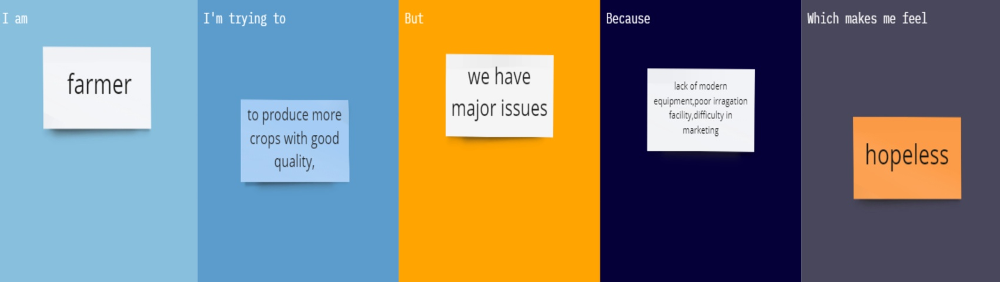 I am
farmer
I'm trying to
to produce more
crops with good
quality,
But
we have
major issues
Because
lack of modern
equipment,poor irragation
facility,difficulty in
marketing
Which makes me feel
hopeless